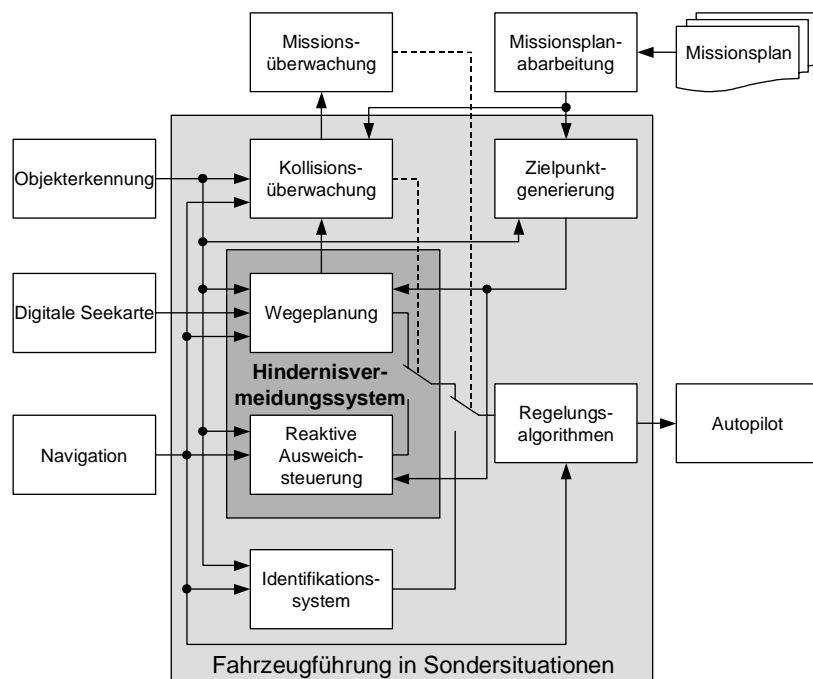 Missions-
überwachung
Missionsplan-
abarbeitung
Missionsplan
Objekterkennung
Kollisions-
überwachung
Zielpunkt-
generierung
Digitale Seekarte
Wegeplanung
Hindernisver-
meidungssystem
Navigation
Reaktive
Ausweich-
steuerung
Regelungs-
algorithmen
Autopilot
Identifikations-
system
Fahrzeugführung in Sondersituationen